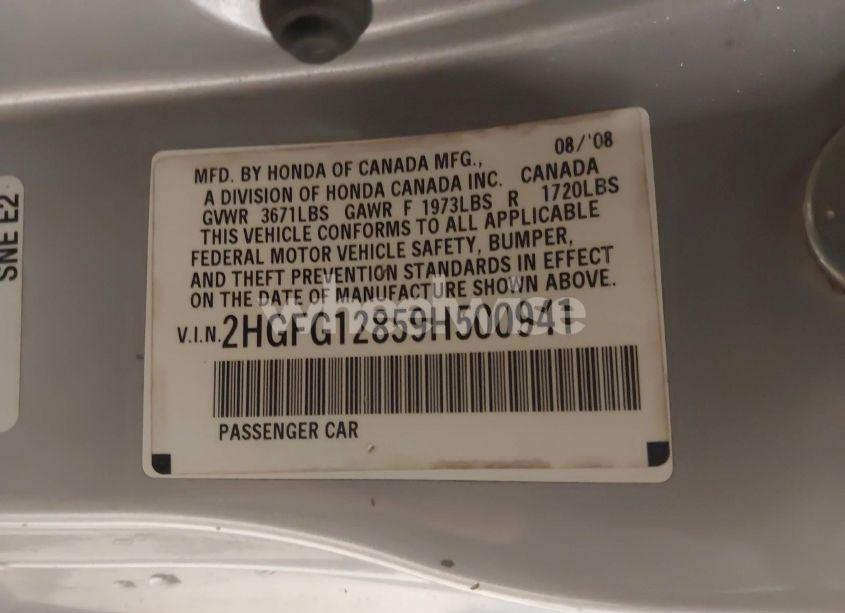 08/'08
MFD. BY HONDA OF CANADA MFG.,
A DIVISION OF HONDA CANADA INC. CANADA
GVWR 3671LBS GAWR F 1973LBS R 1720LBS
THIS VEHICLE CONFORMS TO ALL APPLICABLE
FEDERAL MOTOR VEHICLE SAFETY, BUMPER,
AND THEFT PREVENTION STANDARDS IN EFFECT
ON THE DATE OF MANUFACTURE SHOWN ABOVE.
V.I.N. 2HGFG12859H500941
PASSENGER CAR
SNE E2